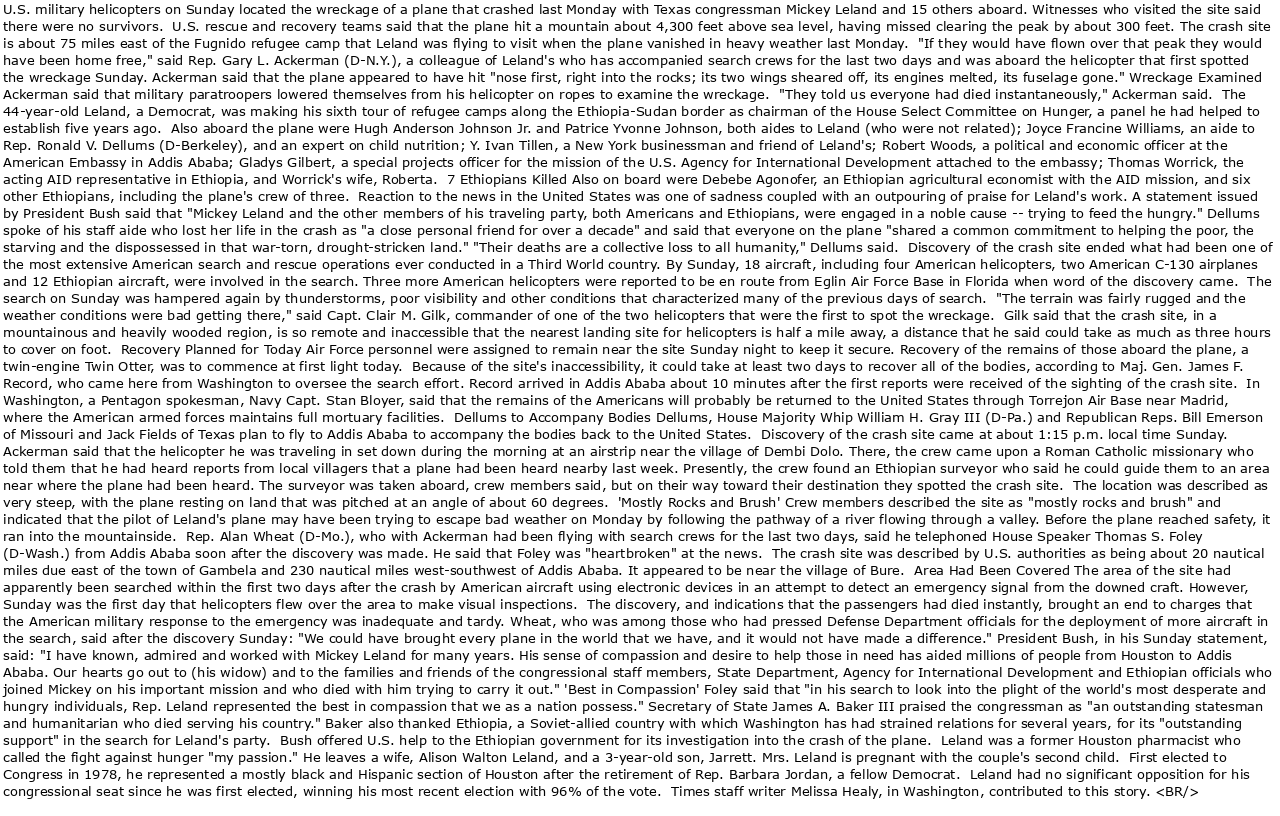 U.S. military helicopters on Sunday located the wreckage of a plane that crashed last Monday with Texas congressman Mickey Leland and 15 others aboard. Witnesses who visited the site said
there were no survivors.  U.S. rescue and recovery teams said that the plane hit a mountain about 4,300 feet above sea level, having missed clearing the peak by about 300 feet. The crash site
is about 75 miles east of the Fugnido refugee camp that Leland was flying to visit when the plane vanished in heavy weather last Monday.  "If they would have flown over that peak they would
have been home free," said Rep. Gary L. Ackerman (D-N.Y.), a colleague of Leland's who has accompanied search crews for the last two days and was aboard the helicopter that first spotted
the wreckage Sunday. Ackerman said that the plane appeared to have hit "nose first, right into the rocks; its two wings sheared off, its engines melted, its fuselage gone." Wreckage Examined
Ackerman said that military paratroopers lowered themselves from his helicopter on ropes to examine the wreckage.  "They told us everyone had died instantaneously," Ackerman said.  The
44-year-old Leland, a Democrat, was making his sixth tour of refugee camps along the Ethiopia-Sudan border as chairman of the House Select Committee on Hunger, a panel he had helped to
establish five years ago.  Also aboard the plane were Hugh Anderson Johnson Jr. and Patrice Yvonne Johnson, both aides to Leland (who were not related); Joyce Francine Williams, an aide to
Rep. Ronald V. Dellums (D-Berkeley), and an expert on child nutrition; Y. Ivan Tillen, a New York businessman and friend of Leland's; Robert Woods, a political and economic officer at the
American Embassy in Addis Ababa; Gladys Gilbert, a special projects officer for the mission of the U.S. Agency for International Development attached to the embassy; Thomas Worrick, the
acting AID representative in Ethiopia, and Worrick's wife, Roberta.  7 Ethiopians Killed Also on board were Debebe Agonofer, an Ethiopian agricultural economist with the AID mission, and six
other Ethiopians, including the plane's crew of three.  Reaction to the news in the United States was one of sadness coupled with an outpouring of praise for Leland's work. A statement issued
by President Bush said that "Mickey Leland and the other members of his traveling party, both Americans and Ethiopians, were engaged in a noble cause -- trying to feed the hungry." Dellums
spoke of his staff aide who lost her life in the crash as "a close personal friend for over a decade" and said that everyone on the plane "shared a common commitment to helping the poor, the
starving and the dispossessed in that war-torn, drought-stricken land." "Their deaths are a collective loss to all humanity," Dellums said.  Discovery of the crash site ended what had been one of
the most extensive American search and rescue operations ever conducted in a Third World country. By Sunday, 18 aircraft, including four American helicopters, two American C-130 airplanes
and 12 Ethiopian aircraft, were involved in the search. Three more American helicopters were reported to be en route from Eglin Air Force Base in Florida when word of the discovery came.  The
search on Sunday was hampered again by thunderstorms, poor visibility and other conditions that characterized many of the previous days of search.  "The terrain was fairly rugged and the
weather conditions were bad getting there," said Capt. Clair M. Gilk, commander of one of the two helicopters that were the first to spot the wreckage.  Gilk said that the crash site, in a
mountainous and heavily wooded region, is so remote and inaccessible that the nearest landing site for helicopters is half a mile away, a distance that he said could take as much as three hours
to cover on foot.  Recovery Planned for Today Air Force personnel were assigned to remain near the site Sunday night to keep it secure. Recovery of the remains of those aboard the plane, a
twin-engine Twin Otter, was to commence at first light today.  Because of the site's inaccessibility, it could take at least two days to recover all of the bodies, according to Maj. Gen. James F.
Record, who came here from Washington to oversee the search effort. Record arrived in Addis Ababa about 10 minutes after the first reports were received of the sighting of the crash site.  In
Washington, a Pentagon spokesman, Navy Capt. Stan Bloyer, said that the remains of the Americans will probably be returned to the United States through Torrejon Air Base near Madrid,
where the American armed forces maintains full mortuary facilities.  Dellums to Accompany Bodies Dellums, House Majority Whip William H. Gray III (D-Pa.) and Republican Reps. Bill Emerson
of Missouri and Jack Fields of Texas plan to fly to Addis Ababa to accompany the bodies back to the United States.  Discovery of the crash site came at about 1:15 p.m. local time Sunday.
Ackerman said that the helicopter he was traveling in set down during the morning at an airstrip near the village of Dembi Dolo. There, the crew came upon a Roman Catholic missionary who
told them that he had heard reports from local villagers that a plane had been heard nearby last week. Presently, the crew found an Ethiopian surveyor who said he could guide them to an area
near where the plane had been heard. The surveyor was taken aboard, crew members said, but on their way toward their destination they spotted the crash site.  The location was described as
very steep, with the plane resting on land that was pitched at an angle of about 60 degrees.  'Mostly Rocks and Brush' Crew members described the site as "mostly rocks and brush" and
indicated that the pilot of Leland's plane may have been trying to escape bad weather on Monday by following the pathway of a river flowing through a valley. Before the plane reached safety, it
ran into the mountainside.  Rep. Alan Wheat (D-Mo.), who with Ackerman had been flying with search crews for the last two days, said he telephoned House Speaker Thomas S. Foley
(D-Wash.) from Addis Ababa soon after the discovery was made. He said that Foley was "heartbroken" at the news.  The crash site was described by U.S. authorities as being about 20 nautical
miles due east of the town of Gambela and 230 nautical miles west-southwest of Addis Ababa. It appeared to be near the village of Bure.  Area Had Been Covered The area of the site had
apparently been searched within the first two days after the crash by American aircraft using electronic devices in an attempt to detect an emergency signal from the downed craft. However,
Sunday was the first day that helicopters flew over the area to make visual inspections.  The discovery, and indications that the passengers had died instantly, brought an end to charges that
the American military response to the emergency was inadequate and tardy. Wheat, who was among those who had pressed Defense Department officials for the deployment of more aircraft in
the search, said after the discovery Sunday: "We could have brought every plane in the world that we have, and it would not have made a difference." President Bush, in his Sunday statement,
said: "I have known, admired and worked with Mickey Leland for many years. His sense of compassion and desire to help those in need has aided millions of people from Houston to Addis
Ababa. Our hearts go out to (his widow) and to the families and friends of the congressional staff members, State Department, Agency for International Development and Ethiopian officials who
joined Mickey on his important mission and who died with him trying to carry it out." 'Best in Compassion' Foley said that "in his search to look into the plight of the world's most desperate and
hungry individuals, Rep. Leland represented the best in compassion that we as a nation possess." Secretary of State James A. Baker III praised the congressman as "an outstanding statesman
and humanitarian who died serving his country." Baker also thanked Ethiopia, a Soviet-allied country with which Washington has had strained relations for several years, for its "outstanding
support" in the search for Leland's party.  Bush offered U.S. help to the Ethiopian government for its investigation into the crash of the plane.  Leland was a former Houston pharmacist who
called the fight against hunger "my passion." He leaves a wife, Alison Walton Leland, and a 3-year-old son, Jarrett. Mrs. Leland is pregnant with the couple's second child.  First elected to
Congress in 1978, he represented a mostly black and Hispanic section of Houston after the retirement of Rep. Barbara Jordan, a fellow Democrat.  Leland had no significant opposition for his
congressional seat since he was first elected, winning his most recent election with 96% of the vote.  Times staff writer Melissa Healy, in Washington, contributed to this story. <BR/>